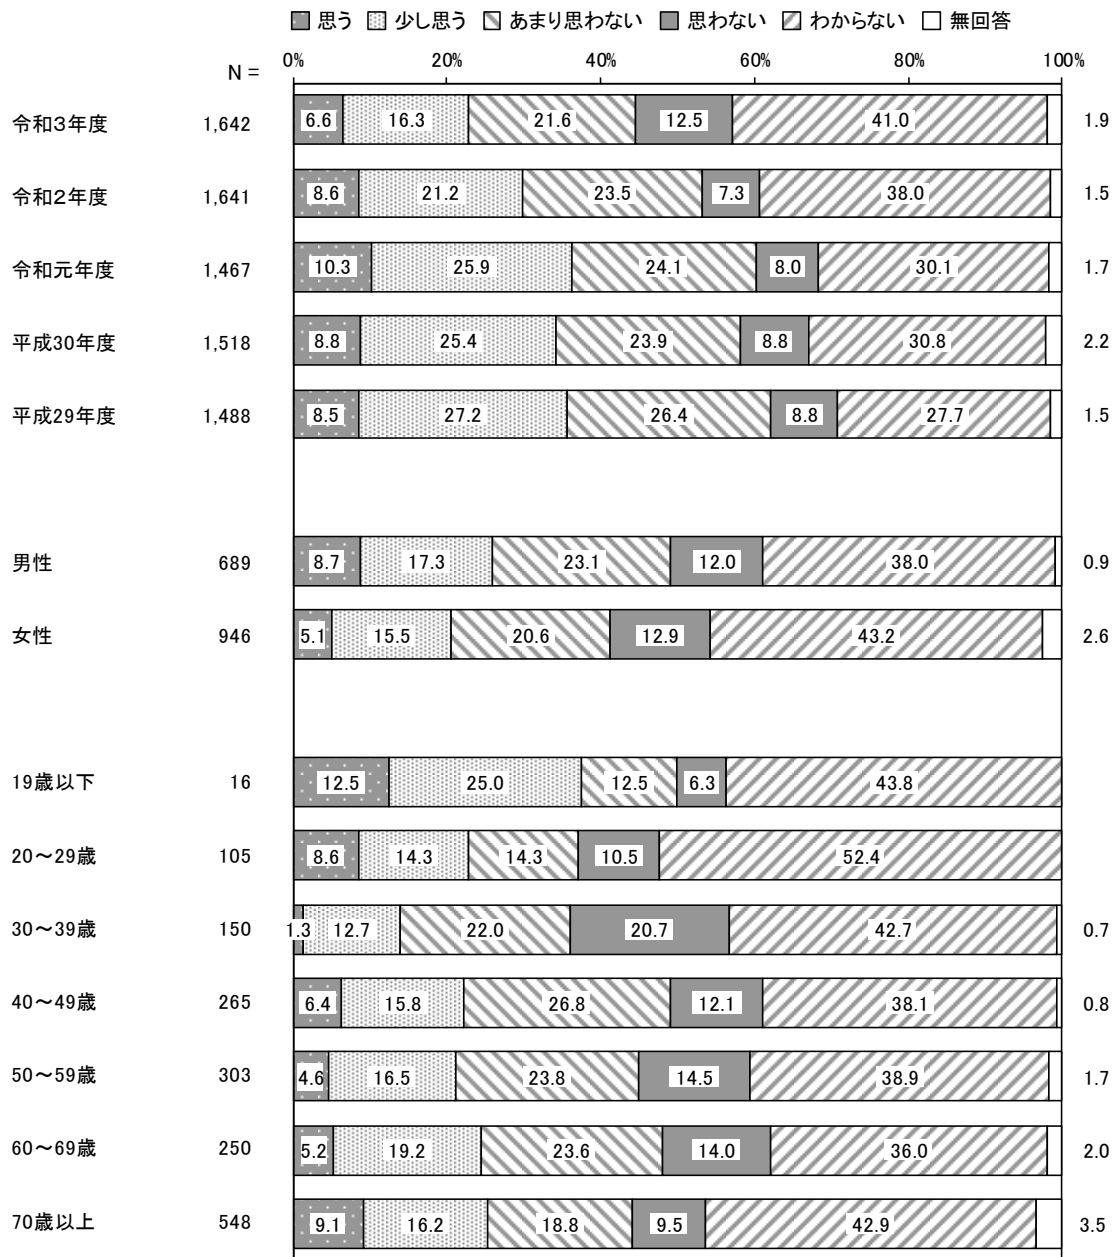 思う 少し思う あまり思わない 思わない わからない 無回答
N = 0% 20% 40% 60% 80% 100%
令和3年度 1,642 6.6 16.3 21.6 12.5 41.0 1.9
令和2年度 1,641 8.6 21.2 23.5 7.3 38.0 1.5
令和元年度 1,467 10.3 25.9 24.1 8.0 30.1 1.7
平成30年度 1,518 8.8 25.4 23.9 8.8 30.8 2.2
平成29年度 1,488 8.5 27.2 26.4 8.8 27.7 1.5
男性 689 8.7 17.3 23.1 12.0 38.0 0.9
女性 946 5.1 15.5 20.6 12.9 43.2 2.6
19歳以下 16 12.5 25.0 12.5 6.3 43.8
20～29歳 105 8.6 14.3 14.3 10.5 52.4
30～39歳 150 1.3 12.7 22.0 20.7 42.7 0.7
40～49歳 265 6.4 15.8 26.8 12.1 38.1 0.8
50～59歳 303 4.6 16.5 23.8 14.5 38.9 1.7
60～69歳 250 5.2 19.2 23.6 14.0 36.0 2.0
70歳以上 548 9.1 16.2 18.8 9.5 42.9 3.5